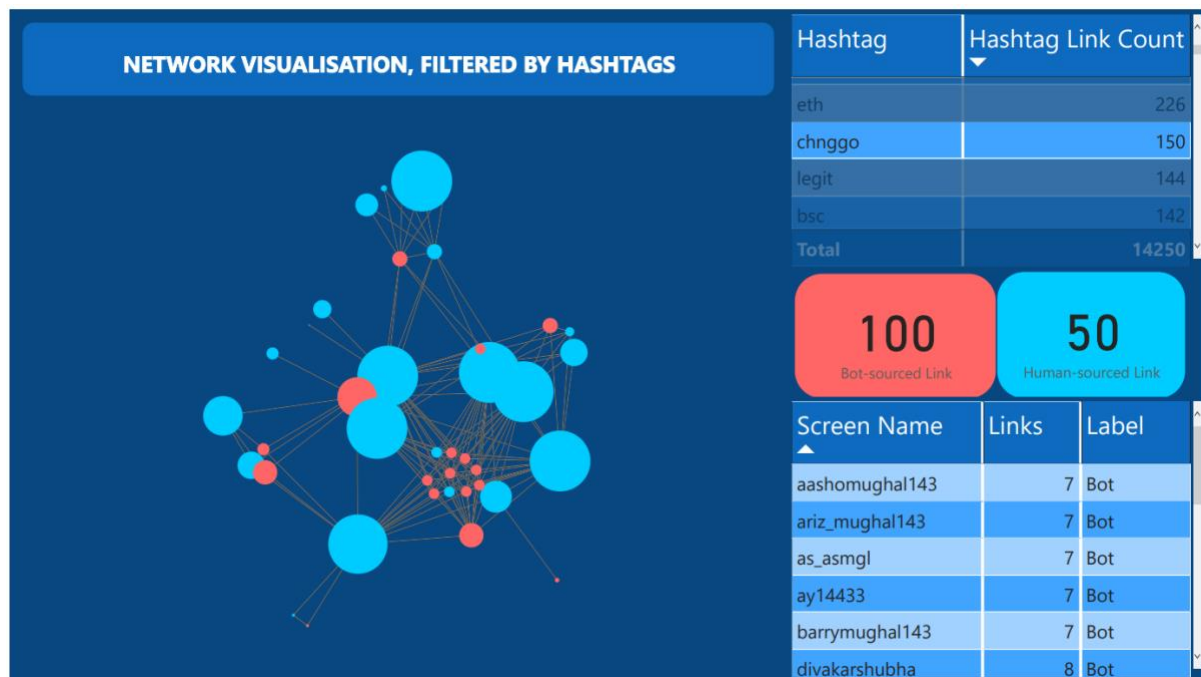 NETWORK VISUALISATION, FILTERED BY HASHTAGS
Hashtag Hashtag Link Count
eth 226
chnggo 150
legit 144
bsc 142
Total 14250
100 50
Bot-sourced Link Human-sourced Link
Screen Name Links Label
aashomughal143 7 Bot
ariz_mughal143 7 Bot
as_asmgl 7 Bot
ay14433 7 Bot
barrymughal143 7 Bot
divakarshubha 8 Bot